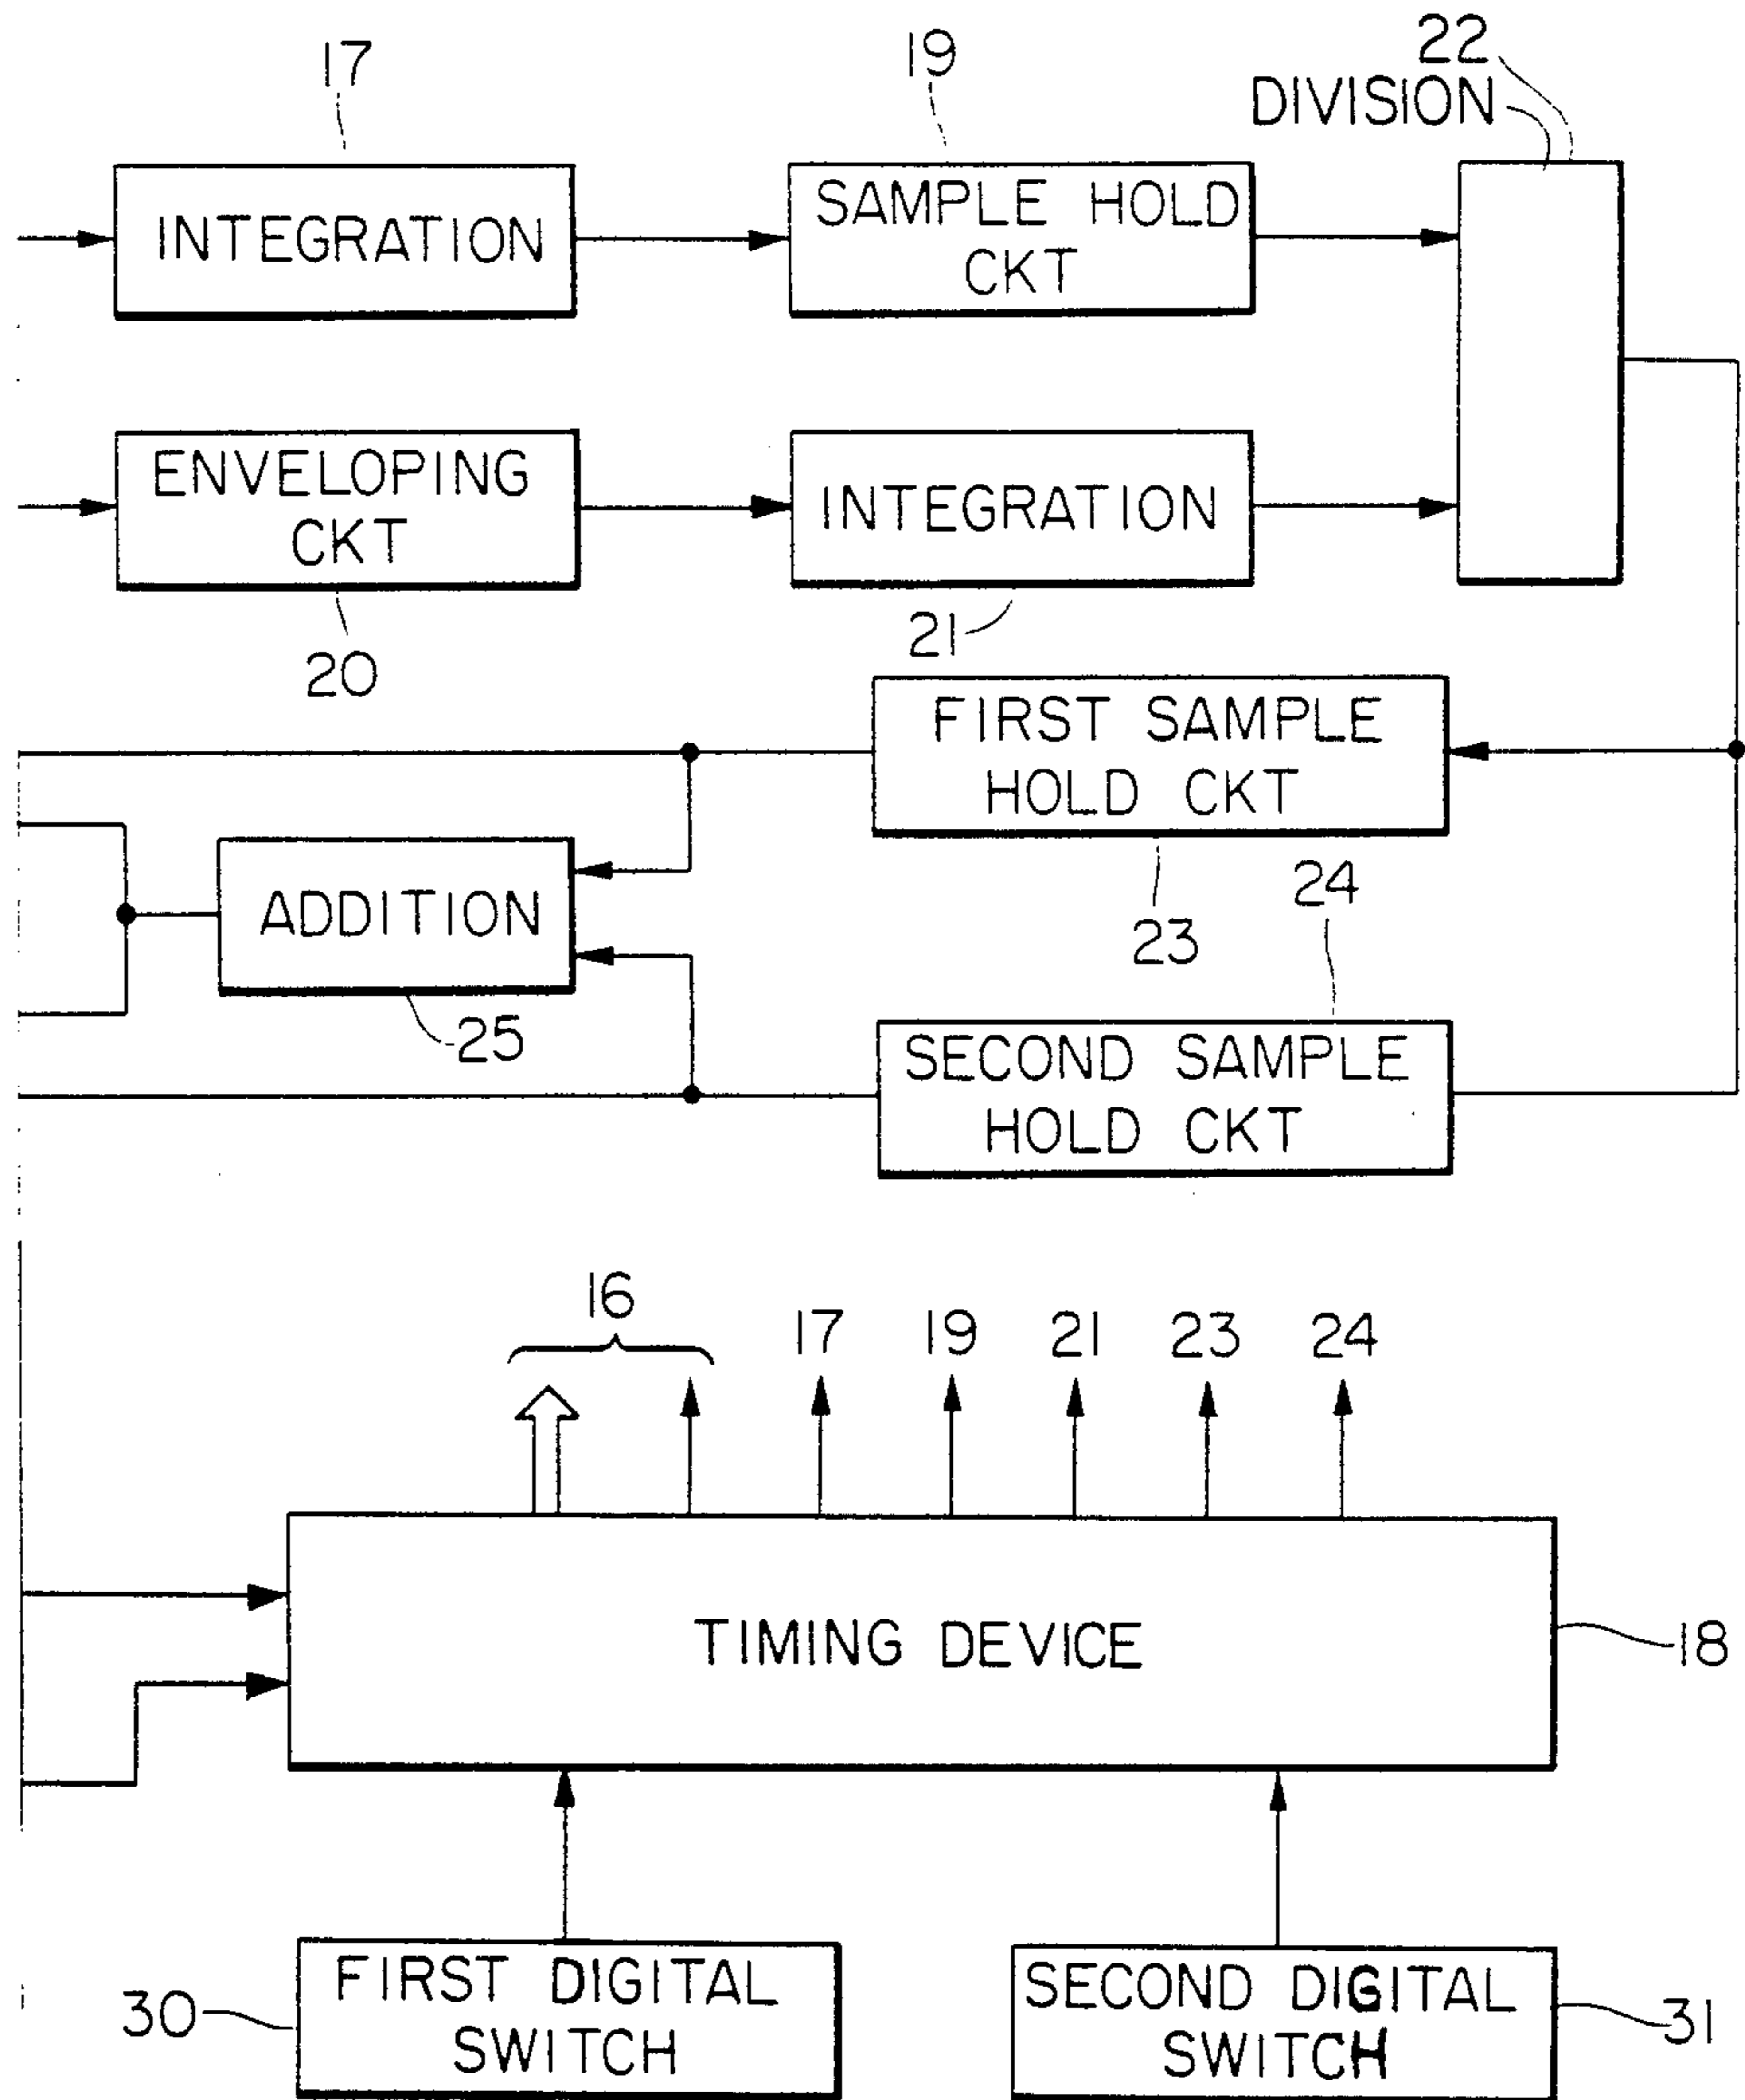 17
19
22
DIVISION
INTEGRATION
SAMPLE HOLD
CKT
ENVELOPING
CKT
INTEGRATION
20
21
FIRST SAMPLE
HOLD CKT
ADDITION
23
24
25
SECOND SAMPLE
HOLD CKT
16
17
19
21
23
24
TIMING DEVICE
18
FIRST DIGITAL
SWITCH
30
SECOND DIGITAL
SWITCH
31